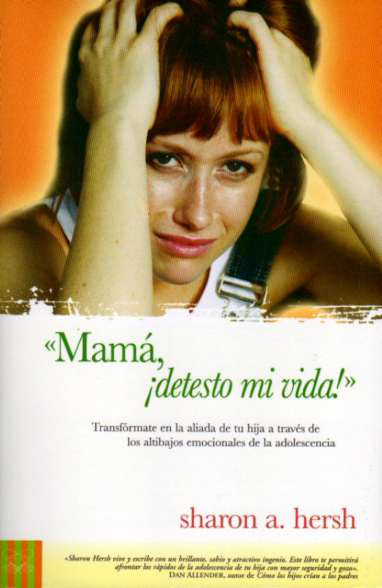 «Mamá,
¡detesto mi vida!»
Transfórmate en la aliada de tu hija a través de
los altibajos emocionales de la adolescencia
sharon a. hersh
«Sharon Hersh vive y escribe con un brillante, sabio y atractivo ingenio. Este libro te permitirá
afrontar los rápidos de la adolescencia de tu hija con mayor seguridad y gozo».
DAN ALLENDER, autor de Cómo los hijos crían a los padres